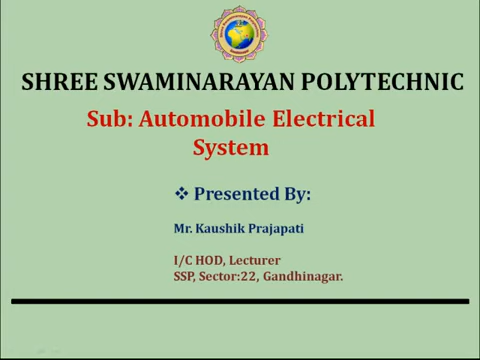 SHREE SWAMINARAYAN POLYTECHNIC
Sub: Automobile Electrical
System
❖ Presented By:
Mr. Kaushik Prajapati
I/C HOD, Lecturer
SSP, Sector:22, Gandhinagar.